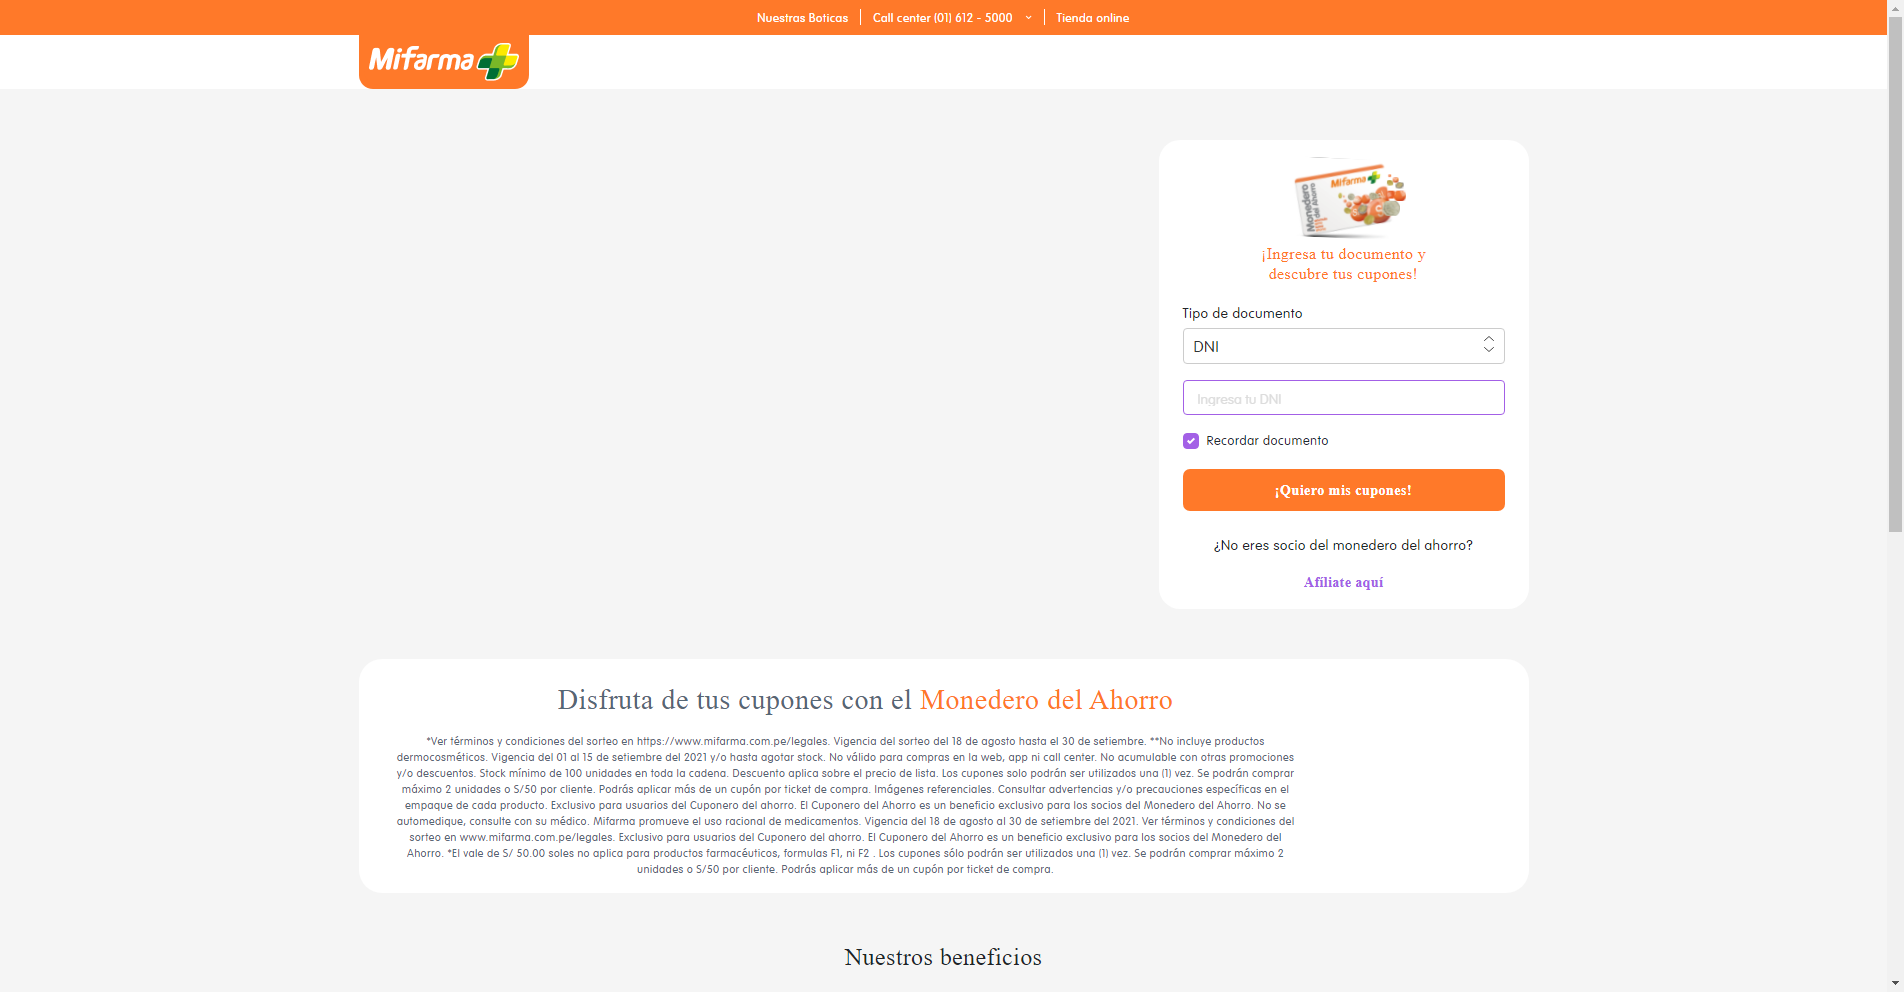 Nuestras Boticas
Call center (01) 612 - 5000
Tienda online
Mifarma
Monedero
del Ahorro
Mifarma
¡Ingresa tu documento y
descubre tus cupones!
Tipo de documento
DNI
Ingresa tu DNI
Recordar documento
¡Quiero mis cupones!
¿No eres socio del monedero del ahorro?
Afíliate aquí
Disfruta de tus cupones con el Monedero del Ahorro
*Ver términos y condiciones del sorteo en https://www.mifarma.com.pe/legales. Vigencia del sorteo del 18 de agosto hasta el 30 de setiembre. **No incluye productos
dermocosméticos. Vigencia del 01 al 15 de setiembre del 2021 y/o hasta agotar stock. No válido para compras en la web, app ni call center. No acumulable con otras promociones
y/o descuentos. Stock mínimo de 100 unidades en toda la cadena. Descuento aplica sobre el precio de lista. Los cupones solo podrán ser utilizados una (1) vez. Se podrán comprar
máximo 2 unidades o S/50 por cliente. Podrás aplicar más de un cupón por ticket de compra. Imágenes referenciales. Consultar advertencias y/o precauciones específicas en el
empaque de cada producto. Exclusivo para usuarios del Cuponero del ahorro. El Cuponero del Ahorro es un beneficio exclusivo para los socios del Monedero del Ahorro. No se
automedique, consulte con su médico. Mifarma promueve el uso racional de medicamentos. Vigencia del 18 de agosto al 30 de setiembre del 2021. Ver términos y condiciones del
sorteo en www.mifarma.com.pe/legales. Exclusivo para usuarios del Cuponero del ahorro. El Cuponero del Ahorro es un beneficio exclusivo para los socios del Monedero del
Ahorro. *El vale de S/ 50.00 soles no aplica para productos farmacéuticos, formulas F1, ni F2 . Los cupones sólo podrán ser utilizados una (1) vez. Se podrán comprar máximo 2
unidades o S/50 por cliente. Podrás aplicar más de un cupón por ticket de compra.
Nuestros beneficios